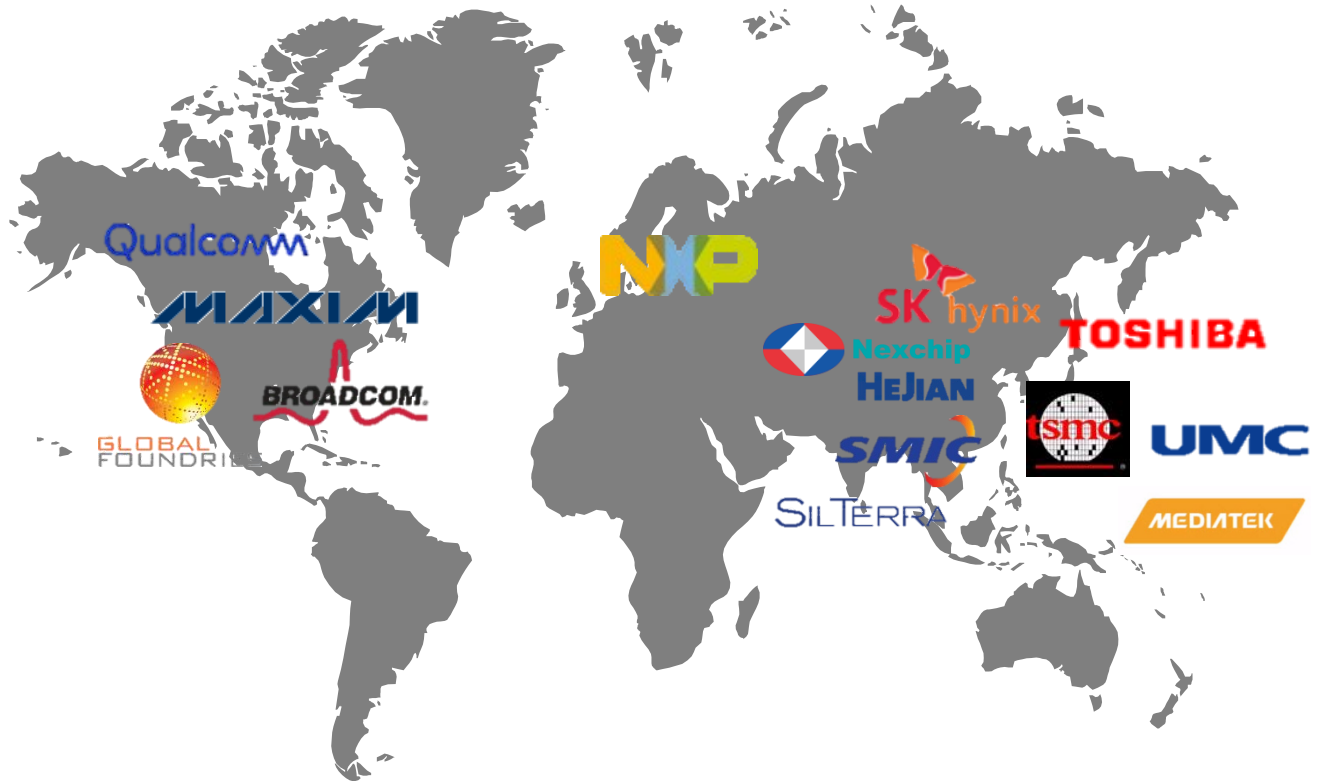 Qualcomm
MAXIM
BROADCOM.
GLOBAL
FOUNDRIES
NXP
SK hynix
Nexchip
HEJIAN
SMIC
SILTERRA
TOSHIBA
tsmc
®
UMC
MEDIATEK